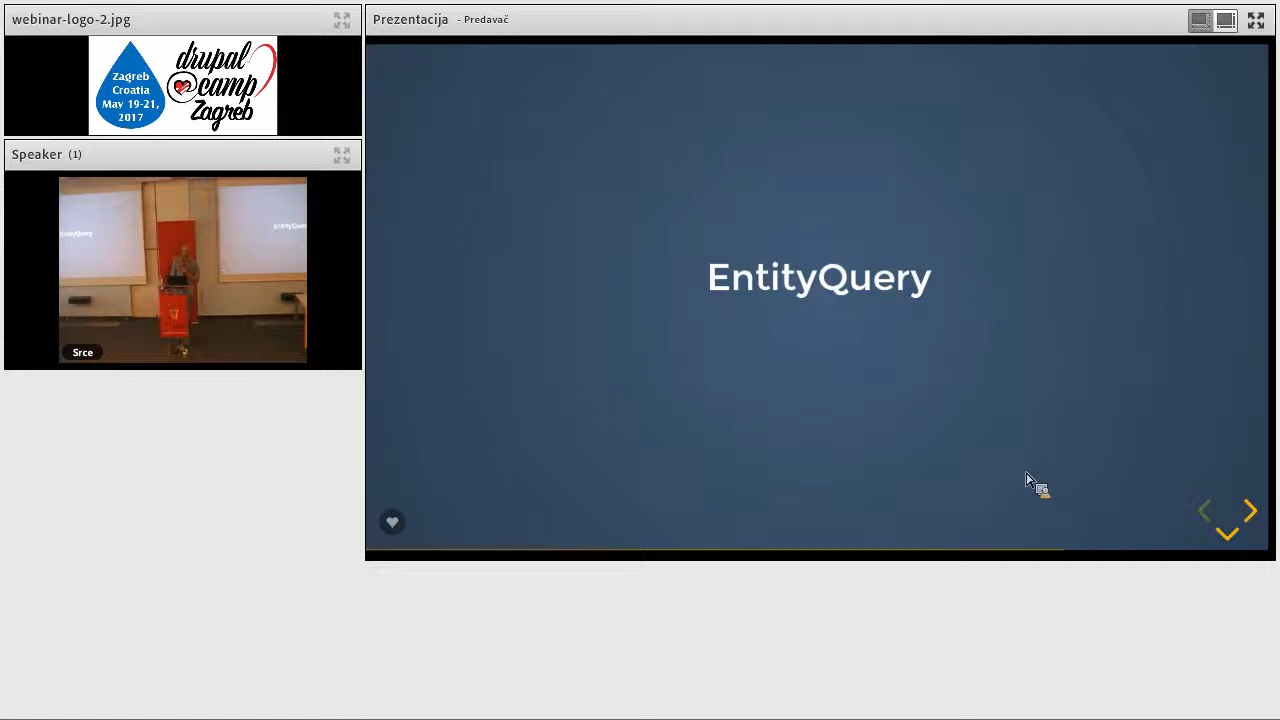 webinar-logo-2.jpg
Zagreb
Croatia
May 19-21,
2017
drupal
camp
Zagreb
Speaker (1)
EntityQuery
Srce
Prezentacija - Predavač
EntityQuery